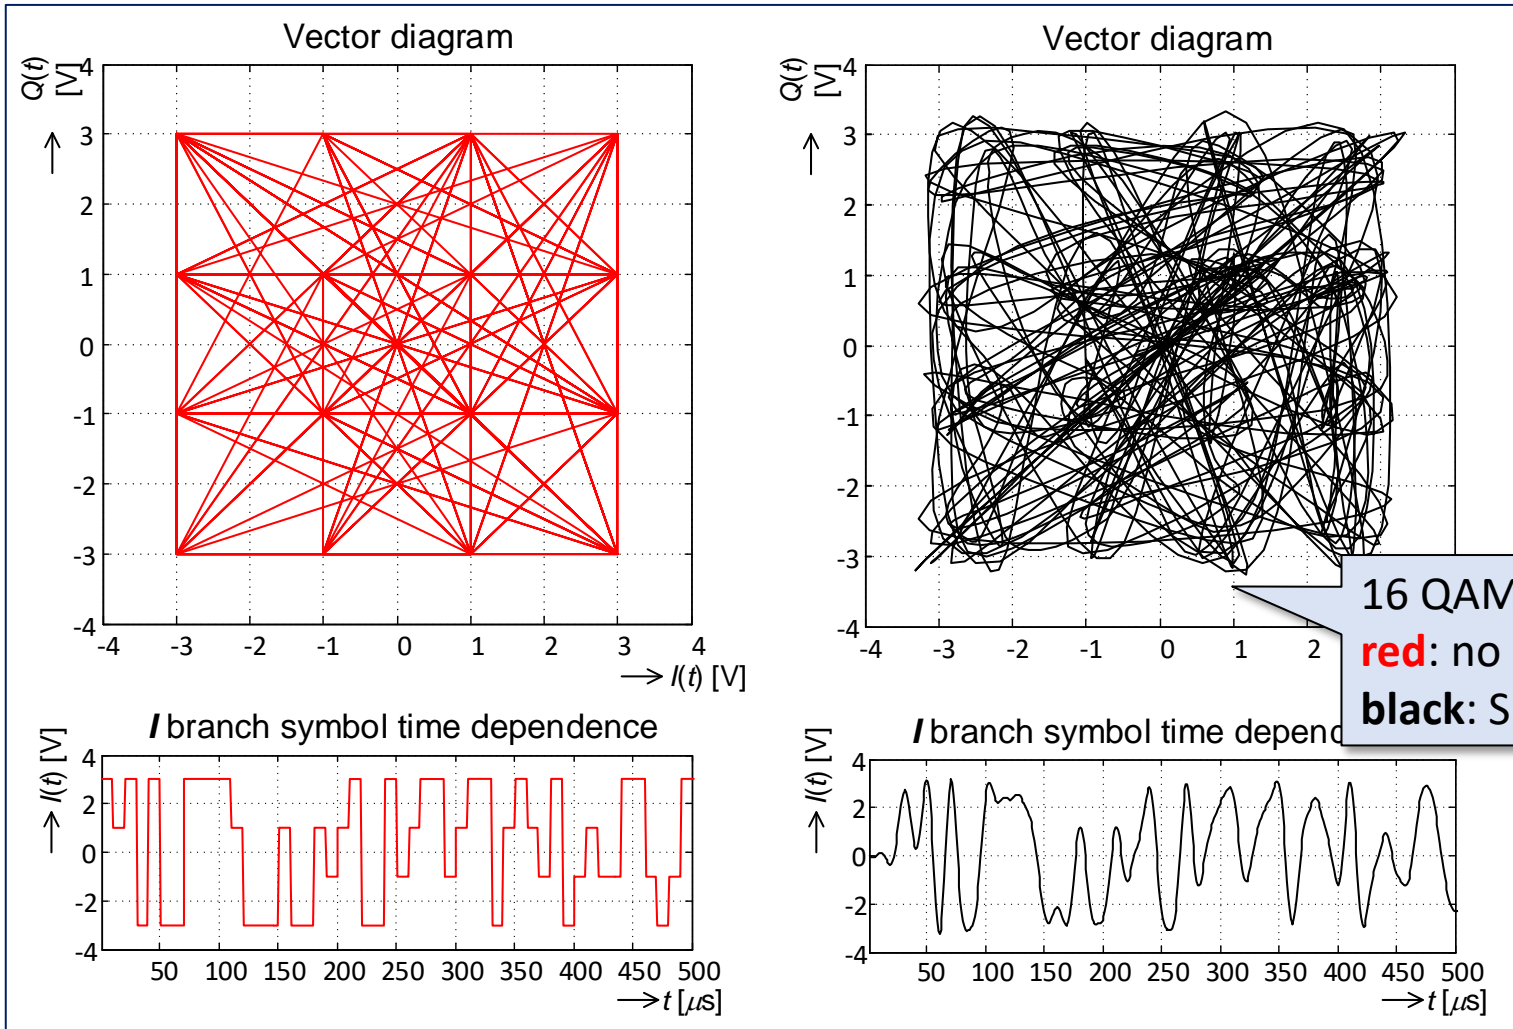 Vector diagram
Q(t)
[V]
4
3
2
1
0
-1
-2
-3
-4
-4 -3 -2 -1 0 1 2 3 4
I(t) [V]
Vector diagram
Q(t)
[V]
4
3
2
1
0
-1
-2
-3
-4
-4 -3 -2 -1 0 1 2
16 QAM
red: no
black: S
I branch symbol time dependence
I(t) [V]
4
2
0
-2
-4
50 100 150 200 250 300 350 400 450 500
t [μs]
I branch symbol time depend
I(t) [V]
4
2
0
-2
-4
50 100 150 200 250 300 350 400 450 500
t [μs]